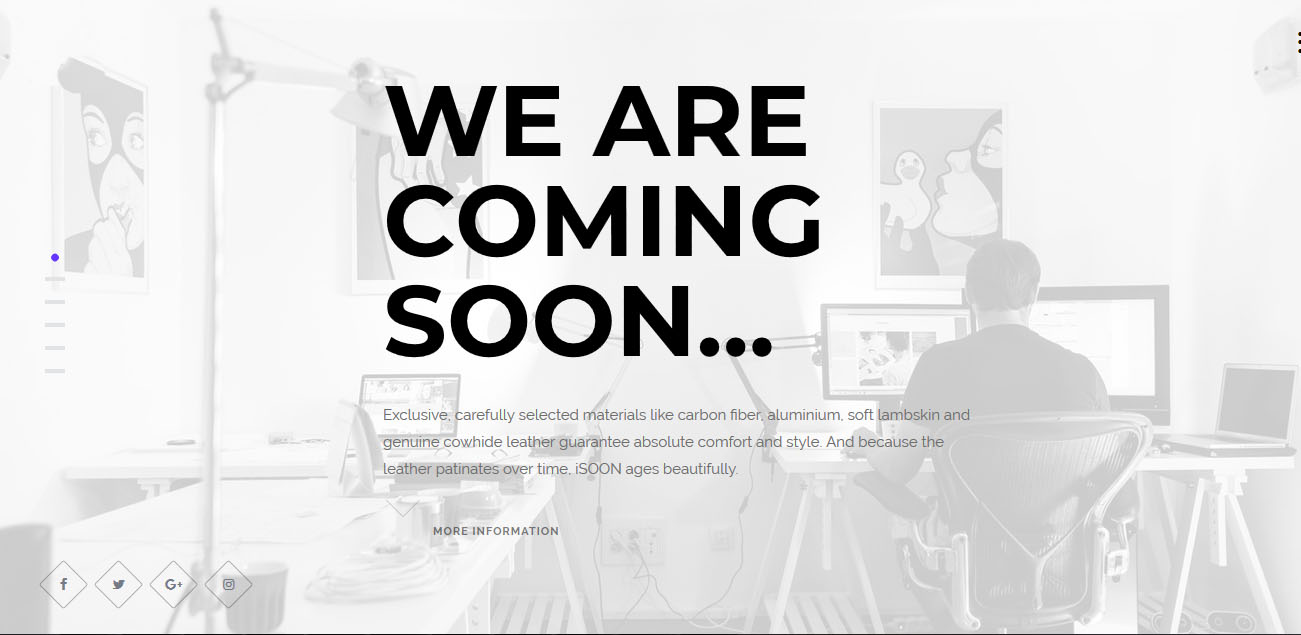 WE ARE
COMING
SOON...
Exclusive, carefully selected materials like carbon fiber, aluminium, soft lambskin and
genuine cowhide leather guarantee absolute comfort and style. And because the
leather patinates over time, iSOON ages beautifully.
MORE INFORMATION